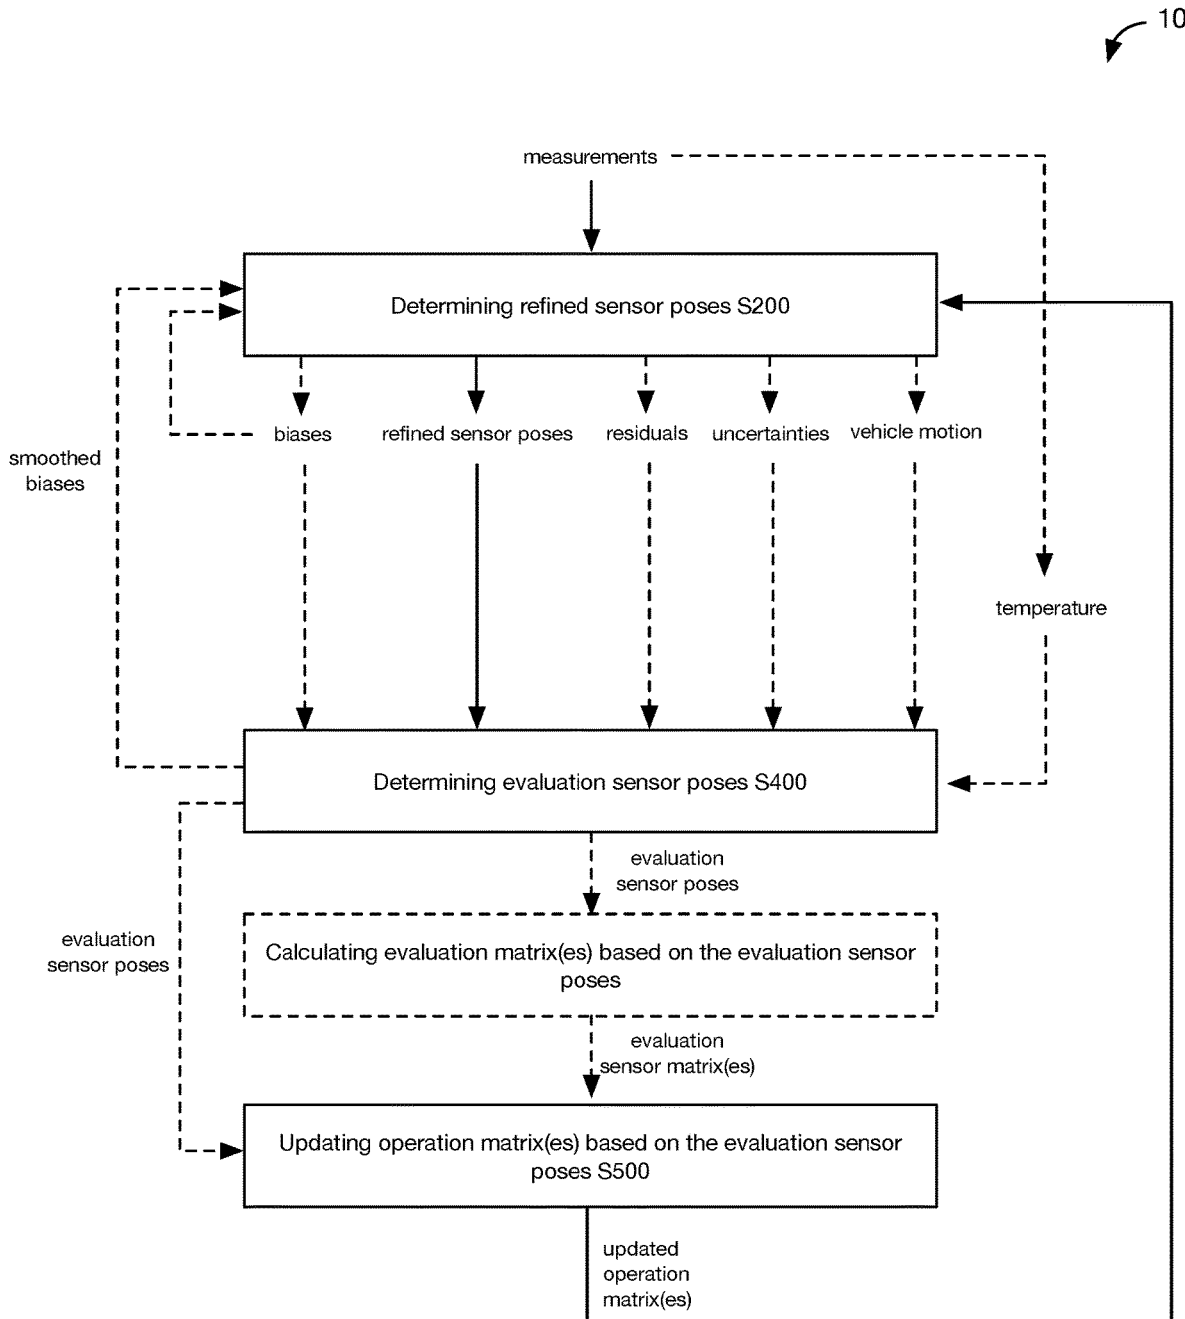 10
measurements
Determining refined sensor poses S200
biases
refined sensor poses
residuals
uncertainties
vehicle motion
smoothed
biases
temperature
Determining evaluation sensor poses S400
evaluation
sensor poses
evaluation
sensor poses
Calculating evaluation matrix(es) based on the evaluation sensor
poses
evaluation
sensor matrix(es)
Updating operation matrix(es) based on the evaluation sensor
poses S500
updated
operation
matrix(es)